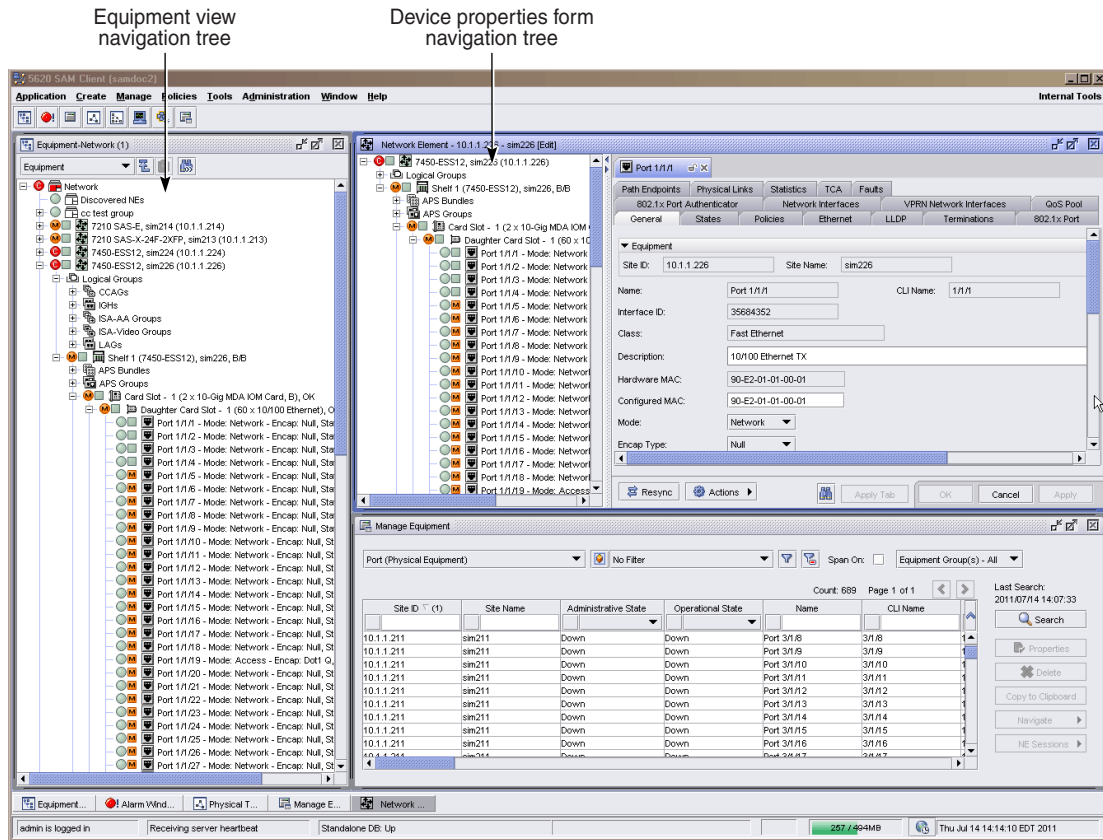 Equipment view
navigation tree
Device properties form
navigation tree
5620 SAM Client (samdoc2)
Application Create Manage Policies Tools Administration Window Help
Internal Tools
Equipment-Network (1)
Equipment
Network
Discovered NEs
cc test group
7210 SAS-E, sim214 (10.1.1.214)
7210 SAS-X-24F-2XFP, sim213 (10.1.1.213)
7450-ESS12, sim224 (10.1.1.224)
7450-ESS12, sim226 (10.1.1.226)
Logical Groups
CCAGs
IGHs
ISA-AA Groups
ISA-Video Groups
LAGs
Shelf 1 (7450-ESS12), sim226, B/B
APS Bundles
APS Groups
Card Slot - 1 (2 x 10-Gig MDA IOM Card, B), OK
Daughter Card Slot - 1 (60 x 10/100 Ethernet), O
Port 1/1/1 - Mode: Network - Encap: Null, Sta
Port 1/1/2 - Mode: Network - Encap: Null, Sta
Port 1/1/3 - Mode: Network - Encap: Null, Sta
Port 1/1/4 - Mode: Network - Encap: Null, Sta
Port 1/1/5 - Mode: Network - Encap: Null, Sta
Port 1/1/6 - Mode: Network - Encap: Null, Sta
Port 1/1/7 - Mode: Network - Encap: Null, Sta
Port 1/1/8 - Mode: Network - Encap: Null, Sta
Port 1/1/9 - Mode: Network - Encap: Null, Sta
Port 1/1/10 - Mode: Network - Encap: Null, St
Port 1/1/11 - Mode: Network - Encap: Null, St
Port 1/1/12 - Mode: Network - Encap: Null, St
Port 1/1/13 - Mode: Network - Encap: Null, St
Port 1/1/14 - Mode: Network - Encap: Null, St
Port 1/1/15 - Mode: Network - Encap: Null, St
Port 1/1/16 - Mode: Network - Encap: Null, St
Port 1/1/17 - Mode: Network - Encap: Null, St
Port 1/1/18 - Mode: Network - Encap: Null, St
Port 1/1/19 - Mode: Access - Encap: Dot1 Q,
Port 1/1/20 - Mode: Network - Encap: Null, St
Port 1/1/21 - Mode: Network - Encap: Null, St
Port 1/1/22 - Mode: Network - Encap: Null, St
Port 1/1/23 - Mode: Network - Encap: Null, St
Port 1/1/24 - Mode: Network - Encap: Null, St
Port 1/1/25 - Mode: Network - Encap: Null, St
Port 1/1/26 - Mode: Network - Encap: Null, St
Port 1/1/27 - Mode: Network - Encap: Null, St
Network Element - 10.1.1.226 - sim226 [Edit]
7450-ESS12, sim226 (10.1.1.226)
Logical Groups
Shelf 1 (7450-ESS12), sim226, B/B
APS Bundles
APS Groups
Card Slot - 1 (2 x 10-Gig MDA IOM
Daughter Card Slot - 1 (60 x 10
Port 1/1/1 - Mode: Network
Port 1/1/2 - Mode: Network
Port 1/1/3 - Mode: Network
Port 1/1/4 - Mode: Network
Port 1/1/5 - Mode: Network
Port 1/1/6 - Mode: Network
Port 1/1/7 - Mode: Network
Port 1/1/8 - Mode: Network
Port 1/1/9 - Mode: Network
Port 1/1/10 - Mode: Networ
Port 1/1/11 - Mode: Networ
Port 1/1/12 - Mode: Networ
Port 1/1/13 - Mode: Networ
Port 1/1/14 - Mode: Networ
Port 1/1/15 - Mode: Networ
Port 1/1/16 - Mode: Networ
Port 1/1/17 - Mode: Networ
Port 1/1/18 - Mode: Networ
Port 1/1/19 - Mode: Access
Port 1/1/1
Path Endpoints Physical Links Statistics TCA Faults
802.1x Port Authenticator Network Interfaces VPRN Network Interfaces QoS Pool
General States Policies Ethernet LLDP Terminations 802.1x Port
Equipment
Site ID: 10.1.1.226 Site Name: sim226
Name: Port 1/1/1 CLI Name: 1/1/1
Interface ID: 35684352
Class: Fast Ethernet
Description: 10/100 Ethernet TX
Hardware MAC: 90-E2-01-01-00-01
Configured MAC: 90-E2-01-01-00-01
Mode: Network
Encap Type: Null
Resync Actions Apply Tab OK Cancel Apply
Manage Equipment
Port (Physical Equipment) No Filter Span On: Equipment Group(s) - All
Count: 689 Page 1 of 1
Last Search:
2011/07/14 14:07:33
Search
Properties
Delete
Copy to Clipboard
Navigate
NE Sessions
Site ID (1) Site Name Administrative State Operational State Name CLI Name
10.1.1.211 sim211 Down Down Port 3/1/8 3/1/8 1
10.1.1.211 sim211 Down Down Port 3/1/9 3/1/9 1
10.1.1.211 sim211 Down Down Port 3/1/10 3/1/10 1
10.1.1.211 sim211 Down Down Port 3/1/11 3/1/11 1
10.1.1.211 sim211 Down Down Port 3/1/12 3/1/12 1
10.1.1.211 sim211 Down Down Port 3/1/13 3/1/13 1
10.1.1.211 sim211 Down Down Port 3/1/14 3/1/14 1
10.1.1.211 sim211 Down Down Port 3/1/15 3/1/15 1
10.1.1.211 sim211 Down Down Port 3/1/16 3/1/16 1
10.1.1.211 sim211 Down Down Port 3/1/17 3/1/17 1
Equipment... Alarm Wind... Physical T... Manage E... Network ...
admin is logged in Receiving server heartbeat Standalone DB: Up 257 / 494MB Thu Jul 14 14:14:10 EDT 2011